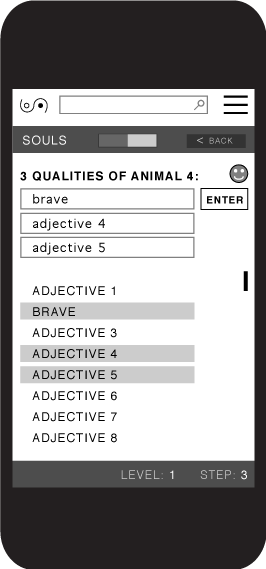 SOULS
< BACK
3 QUALITIES OF ANIMAL 4:
brave
ENTER
adjective 4
adjective 5
ADJECTIVE 1
BRAVE
ADJECTIVE 3
ADJECTIVE 4
ADJECTIVE 5
ADJECTIVE 6
ADJECTIVE 7
ADJECTIVE 8
LEVEL: 1 STEP: 3